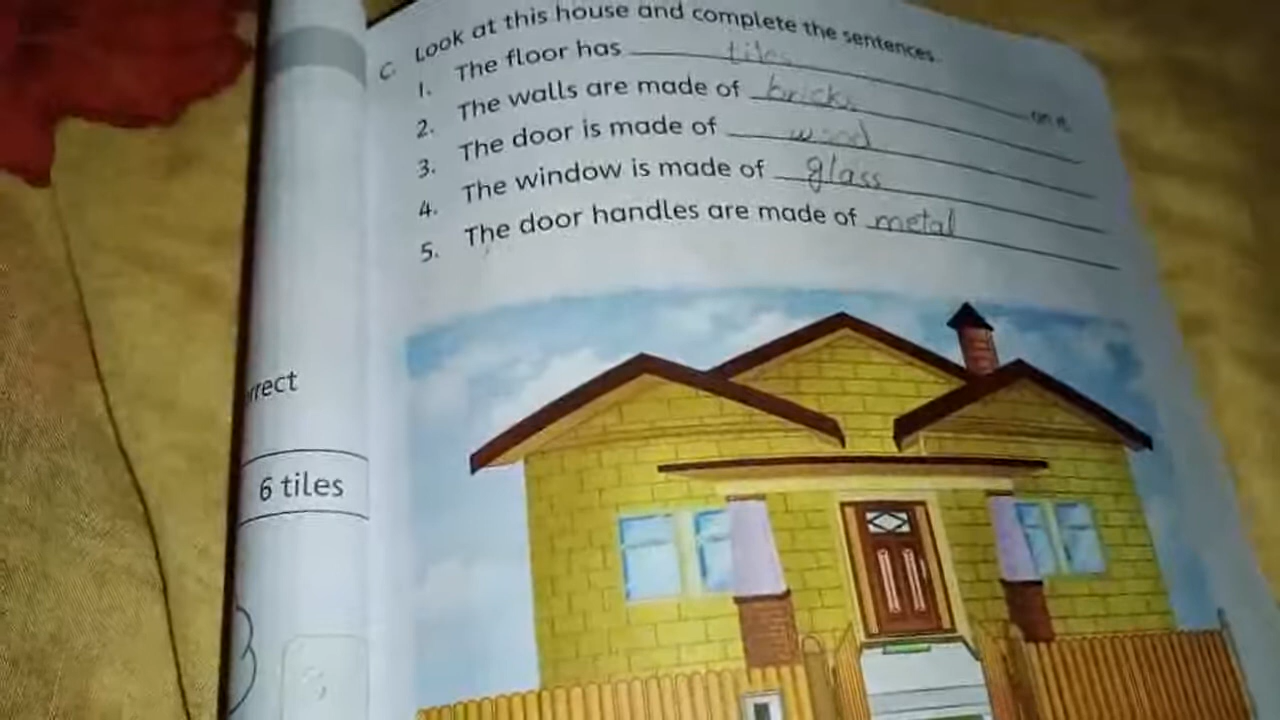 C. Look at this house and complete the sentences.
1. The floor has tiles on it.
2. The walls are made of bricks
3. The door is made of wood
4. The window is made of glass
5. The door handles are made of metal
rrect
6 tiles